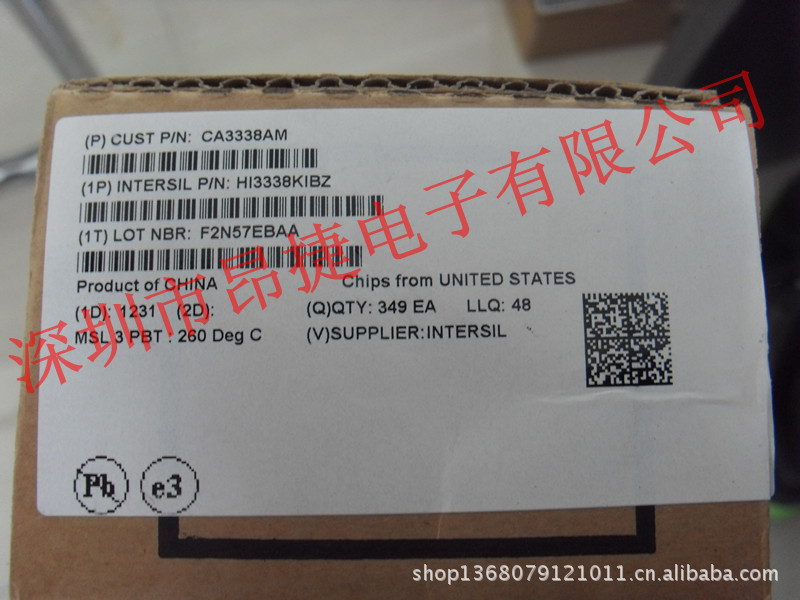 (P) CUST P/N: CA3338AM
(1P) INTERSIL P/N: HI3338KIBZ
(1T) LOT NBR: F2N57EBAA
Product of CHINA Chips from UNITED STATES
(1D): 1231 (2D): (Q)QTY: 349 EA LLQ: 48
MSL 3 PBT : 260 Deg C (V)SUPPLIER:INTERSIL
Pb e3
深圳市昂捷电子有限公司
shop1368079121011.cn.alibaba.com